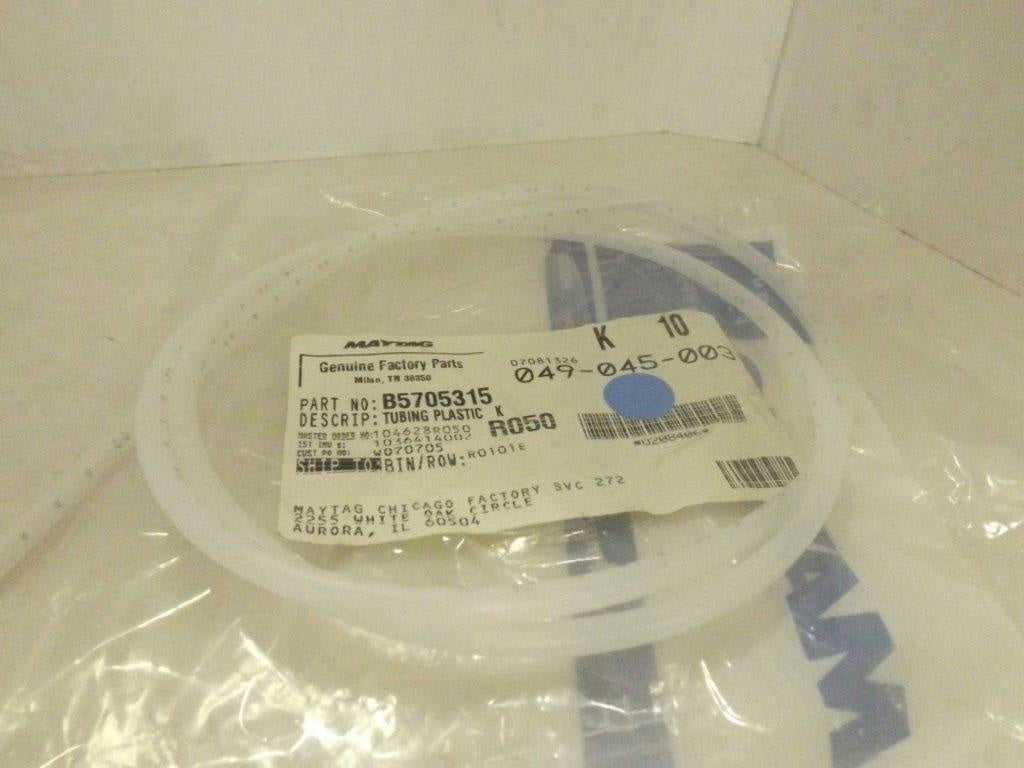 MAYTAG
Genuine Factory Parts
Milan, TN 38358
K 10
07081326
049-045-003
PART NO: B5705315
DESCRIP: TUBING PLASTIC K
MASTER ORDER NO: 104628R050 R050
1ST INV #: 1036414002
CUST PO NO: W070705
SHIP TO: BIN/ROW: R0101E
*0208406*
MAYTAG CHICAGO FACTORY SVC 272
2255 WHITE OAK CIRCLE
AURORA, IL 60504
MA